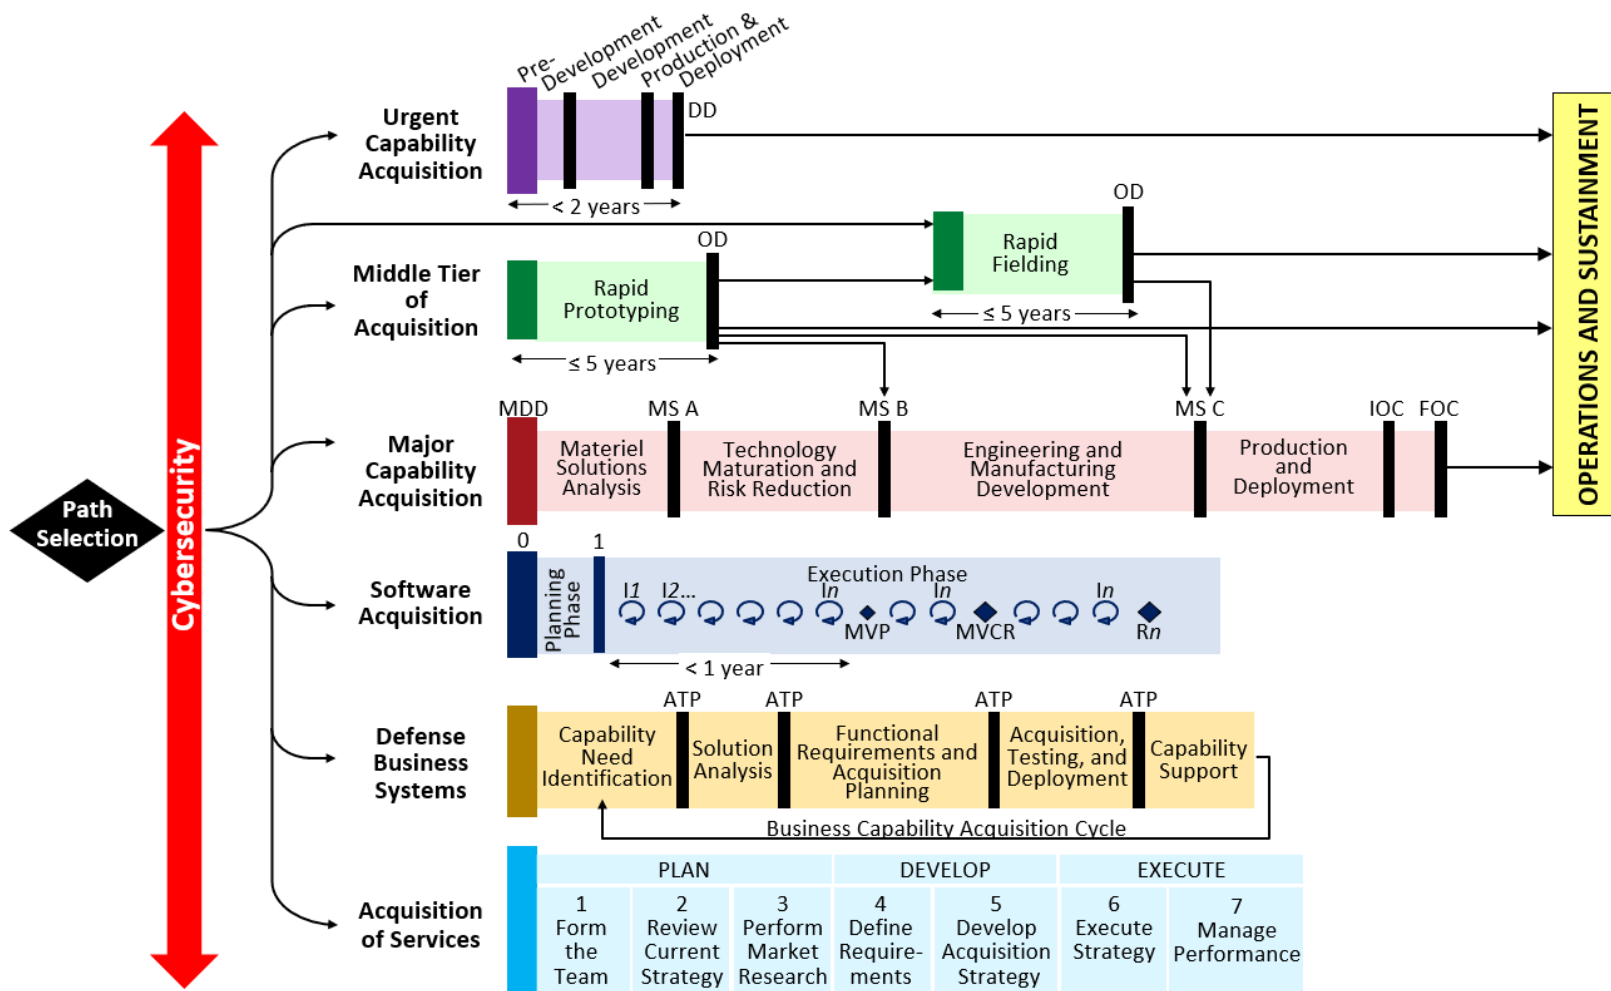 Path
Selection
Cybersecurity
Urgent
Capability
Acquisition
Pre-
Development
Development
Production &
Deployment
DD
< 2 years
Middle Tier
of
Acquisition
Rapid
Prototyping
OD
≤ 5 years
Rapid
Fielding
OD
≤ 5 years
Major
Capability
Acquisition
MDD
Materiel
Solutions
Analysis
MS A
Technology
Maturation and
Risk Reduction
MS B
Engineering and
Manufacturing
Development
MS C
Production
and
Deployment
IOC
FOC
OPERATIONS AND SUSTAINMENT
Software
Acquisition
0
Planning
Phase
1
Execution Phase
I1
I2...
In
In
In
MVP
MVCR
Rn
< 1 year
Defense
Business
Systems
Capability
Need
Identification
ATP
Solution
Analysis
ATP
Functional
Requirements and
Acquisition
Planning
ATP
Acquisition,
Testing, and
Deployment
ATP
Capability
Support
Business Capability Acquisition Cycle
Acquisition
of Services
PLAN
DEVELOP
EXECUTE
1
Form
the
Team
2
Review
Current
Strategy
3
Perform
Market
Research
4
Define
Require-
ments
5
Develop
Acquisition
Strategy
6
Execute
Strategy
7
Manage
Performance